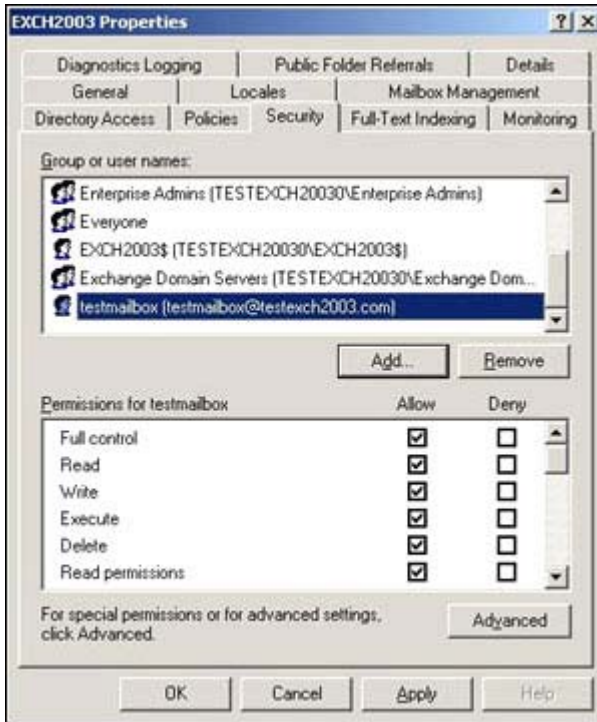 EXCH2003 Properties
Diagnostics Logging Public Folder Referrals Details
General Locales Mailbox Management
Directory Access Policies Security Full-Text Indexing Monitoring
Group or user names:
Enterprise Admins (TESTEXCH20030\Enterprise Admins)
Everyone
EXCH2003$ (TESTEXCH20030\EXCH2003$)
Exchange Domain Servers (TESTEXCH20030\Exchange Dom...
testmailbox (testmailbox@testexch2003.com)
Add... Remove
Permissions for testmailbox Allow Deny
Full control
Read
Write
Execute
Delete
Read permissions
For special permissions or for advanced settings,
click Advanced.
Advanced
OK Cancel Apply Help